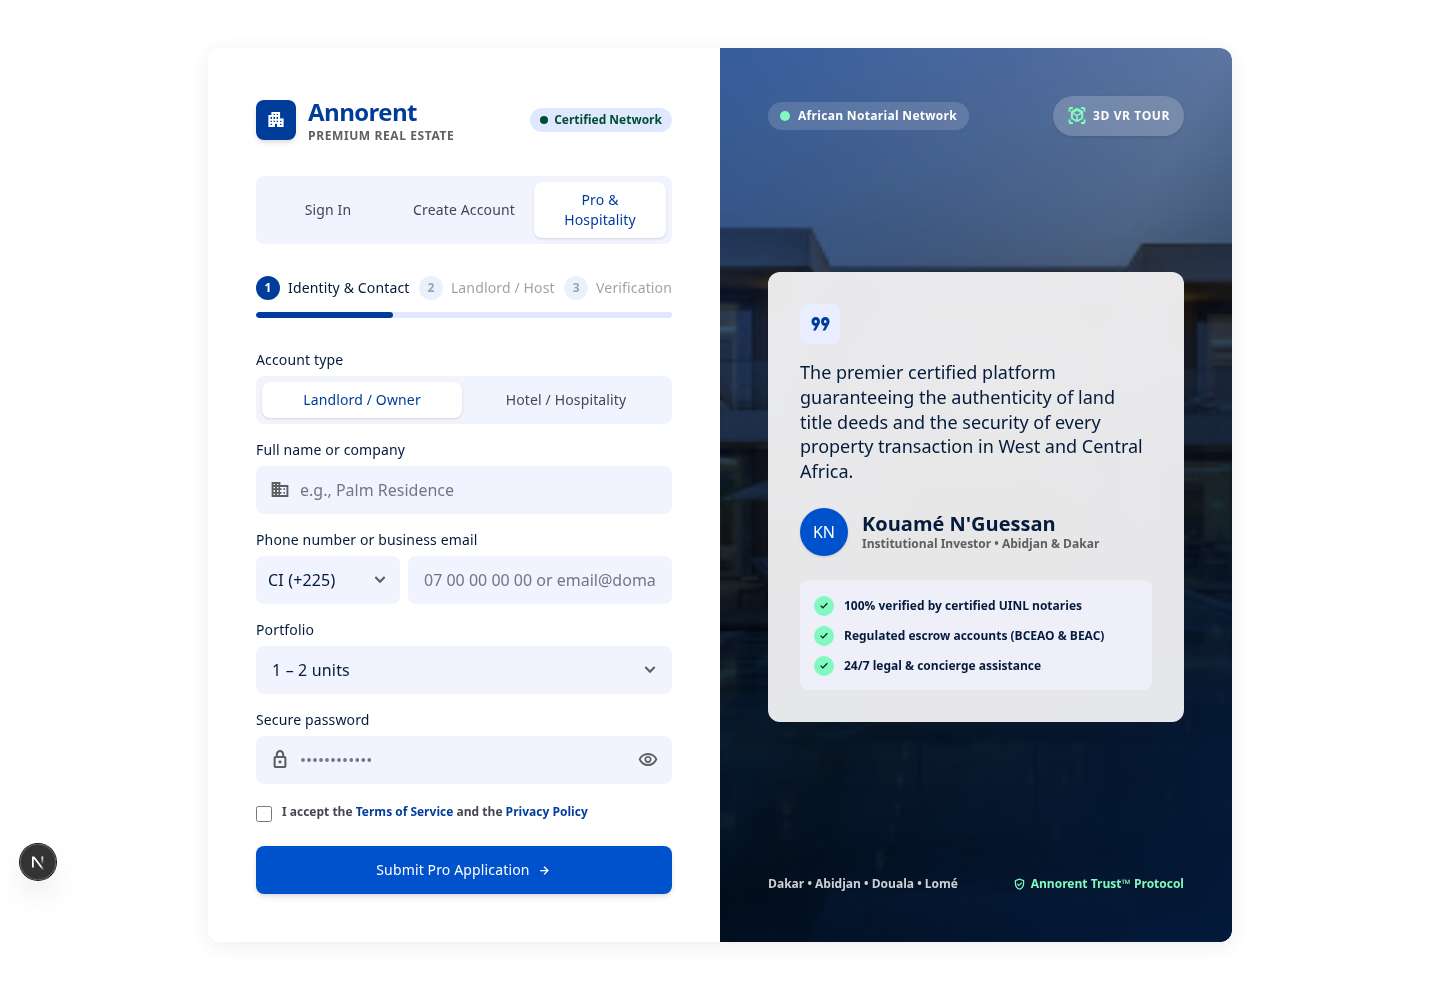 Annorent
PREMIUM REAL ESTATE
Certified Network
Sign In
Create Account
Pro &
Hospitality
1 Identity & Contact
2 Landlord / Host
3 Verification
Account type
Landlord / Owner
Hotel / Hospitality
Full name or company
e.g., Palm Residence
Phone number or business email
CI (+225)
07 00 00 00 00 or email@doma
Portfolio
1 – 2 units
Secure password
••••••••••••
I accept the Terms of Service and the Privacy Policy
Submit Pro Application →
N
African Notarial Network
3D VR TOUR
The premier certified platform
guaranteeing the authenticity of land
title deeds and the security of every
property transaction in West and Central
Africa.
KN
Kouamé N'Guessan
Institutional Investor • Abidjan & Dakar
100% verified by certified UINL notaries
Regulated escrow accounts (BCEAO & BEAC)
24/7 legal & concierge assistance
Dakar • Abidjan • Douala • Lomé
Annorent Trust™ Protocol